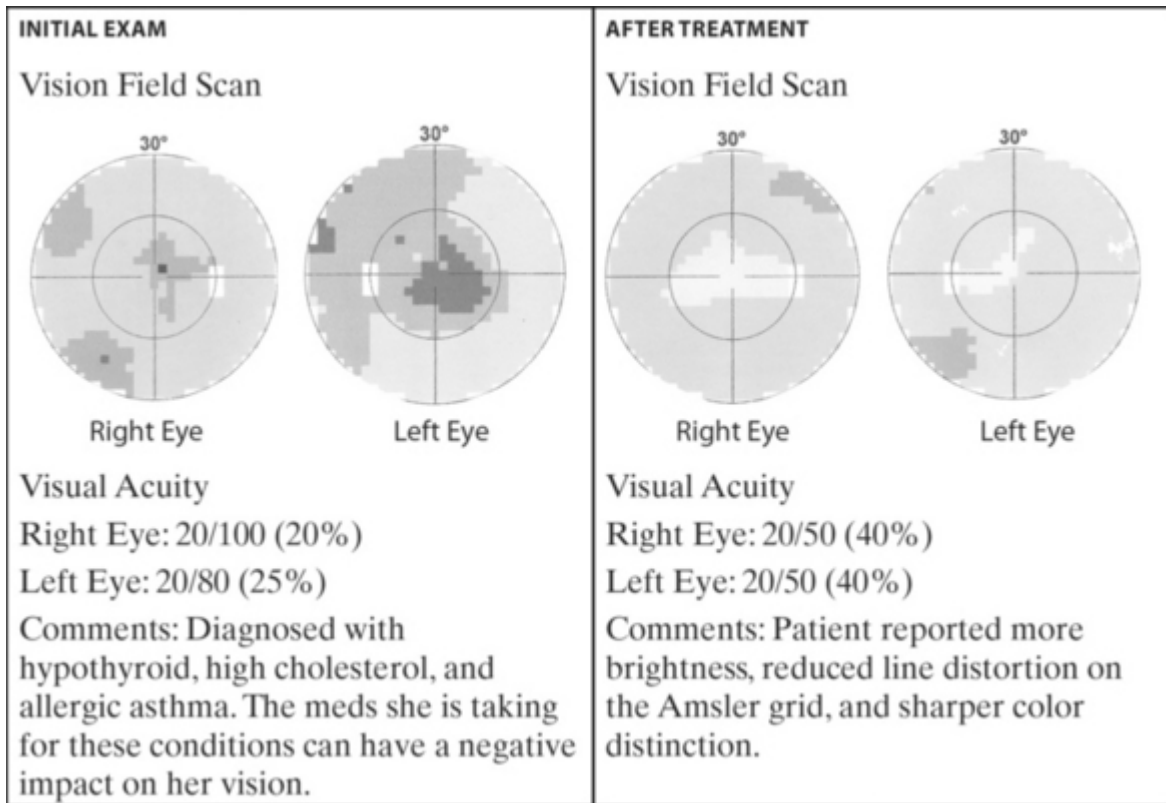 INITIAL EXAM
Vision Field Scan
30°
30°
Right Eye
Left Eye
Visual Acuity
Right Eye: 20/100 (20%)
Left Eye: 20/80 (25%)
Comments: Diagnosed with
hypothyroid, high cholesterol, and
allergic asthma. The meds she is taking
for these conditions can have a negative
impact on her vision.
AFTER TREATMENT
Vision Field Scan
30°
30°
Right Eye
Left Eye
Visual Acuity
Right Eye: 20/50 (40%)
Left Eye: 20/50 (40%)
Comments: Patient reported more
brightness, reduced line distortion on
the Amsler grid, and sharper color
distinction.